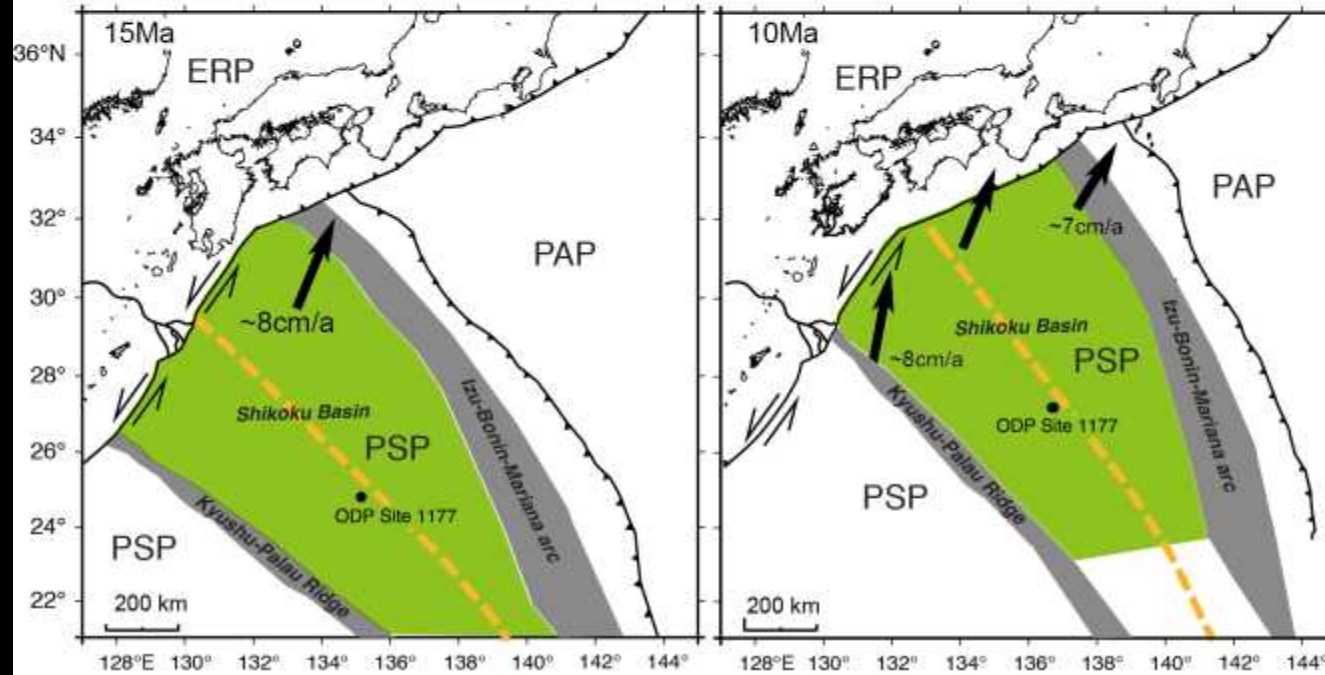 15Ma
36°N
ERP
34°
PAP
32°
30°
~8cm/a
28°
Shikoku Basin
PSP
Izu-Bonin-Mariana arc
26°
ODP Site 1177
24°
Kyushu-Palau Ridge
PSP
22°
200 km
128°E 130° 132° 134° 136° 138° 140° 142° 144°
10Ma
ERP
PAP
~7cm/a
Shikoku Basin
PSP
~8cm/a
Izu-Bonin-Mariana arc
ODP Site 1177
Kyushu-Palau Ridge
PSP
200 km
128°E 130° 132° 134° 136° 138° 140° 142° 144°